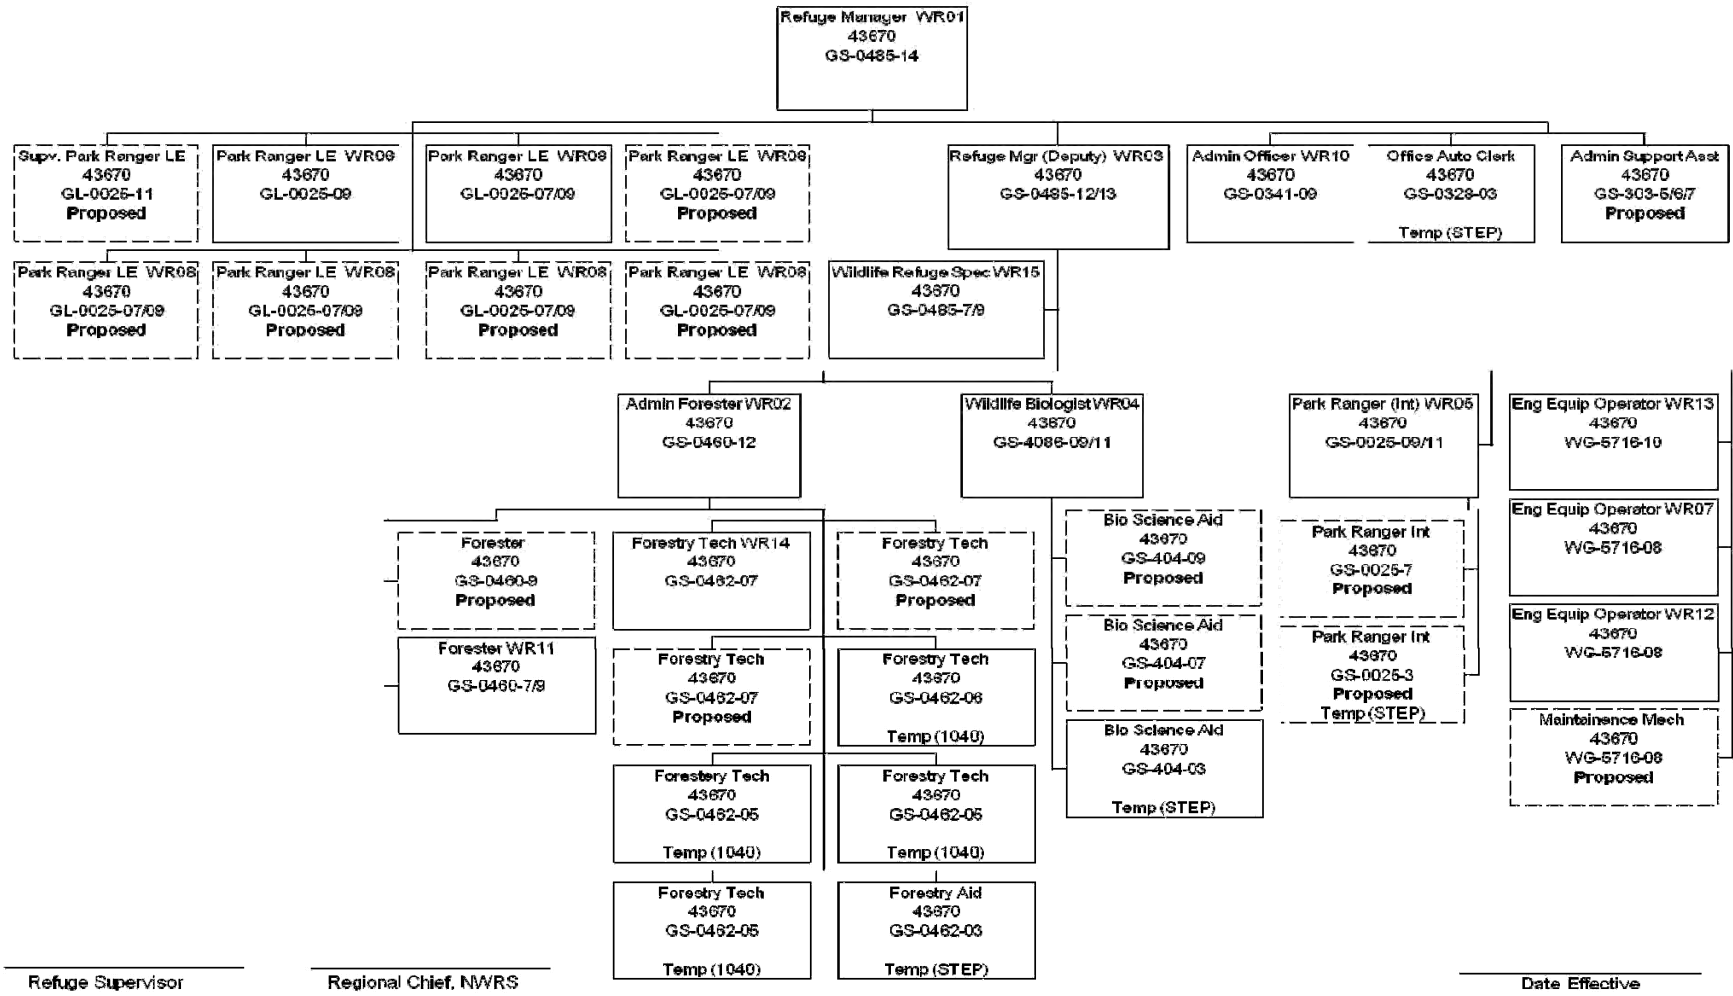 Refuge Manager WR01
43670
GS-0485-14
Supv. Park Ranger LE
43670
GL-0025-11
Proposed
Park Ranger LE WR06
43670
GL-0025-09
Park Ranger LE WR08
43670
GL-0025-07/09
Park Ranger LE WR08
43670
GL-0025-07/09
Proposed
Refuge Mgr (Deputy) WR03
43670
GS-0485-12/13
Admin Officer WR10
43670
GS-0341-09
Office Auto Clerk
43670
GS-0328-03
Temp (STEP)
Admin Support Asst
43670
GS-303-5/6/7
Proposed
Park Ranger LE WR08
43670
GL-0025-07/09
Proposed
Park Ranger LE WR08
43670
GL-0025-07/09
Proposed
Park Ranger LE WR08
43670
GL-0025-07/09
Proposed
Park Ranger LE WR08
43670
GL-0025-07/09
Proposed
Wildlife Refuge Spec WR15
43670
GS-0485-7/9
Admin Forester WR02
43670
GS-0460-12
Wildlife Biologist WR04
43670
GS-4086-09/11
Park Ranger (Int) WR05
43670
GS-0025-09/11
Eng Equip Operator WR13
43670
WG-5716-10
Eng Equip Operator WR07
43670
WG-5716-08
Eng Equip Operator WR12
43670
WG-5716-08
Maintainence Mech
43670
WG-5716-08
Proposed
Forester
43670
GS-0460-9
Proposed
Forestry Tech WR14
43670
GS-0462-07
Forestry Tech
43670
GS-0462-07
Proposed
Bio Science Aid
43670
GS-404-09
Proposed
Park Ranger Int
43670
GS-0025-7
Proposed
Forester WR11
43670
GS-0460-7/9
Forestry Tech
43670
GS-0462-07
Proposed
Forestry Tech
43670
GS-0462-06
Temp (1040)
Bio Science Aid
43670
GS-404-07
Proposed
Park Ranger Int
43670
GS-0025-3
Proposed
Temp (STEP)
Bio Science Aid
43670
GS-404-03
Temp (STEP)
Forestery Tech
43670
GS-0462-05
Temp (1040)
Forestry Tech
43670
GS-0462-05
Temp (1040)
Forestry Tech
43670
GS-0462-05
Temp (1040)
Forestry Aid
43670
GS-0462-03
Temp (STEP)
Refuge Supervisor
Regional Chief, NWRS
Date Effective